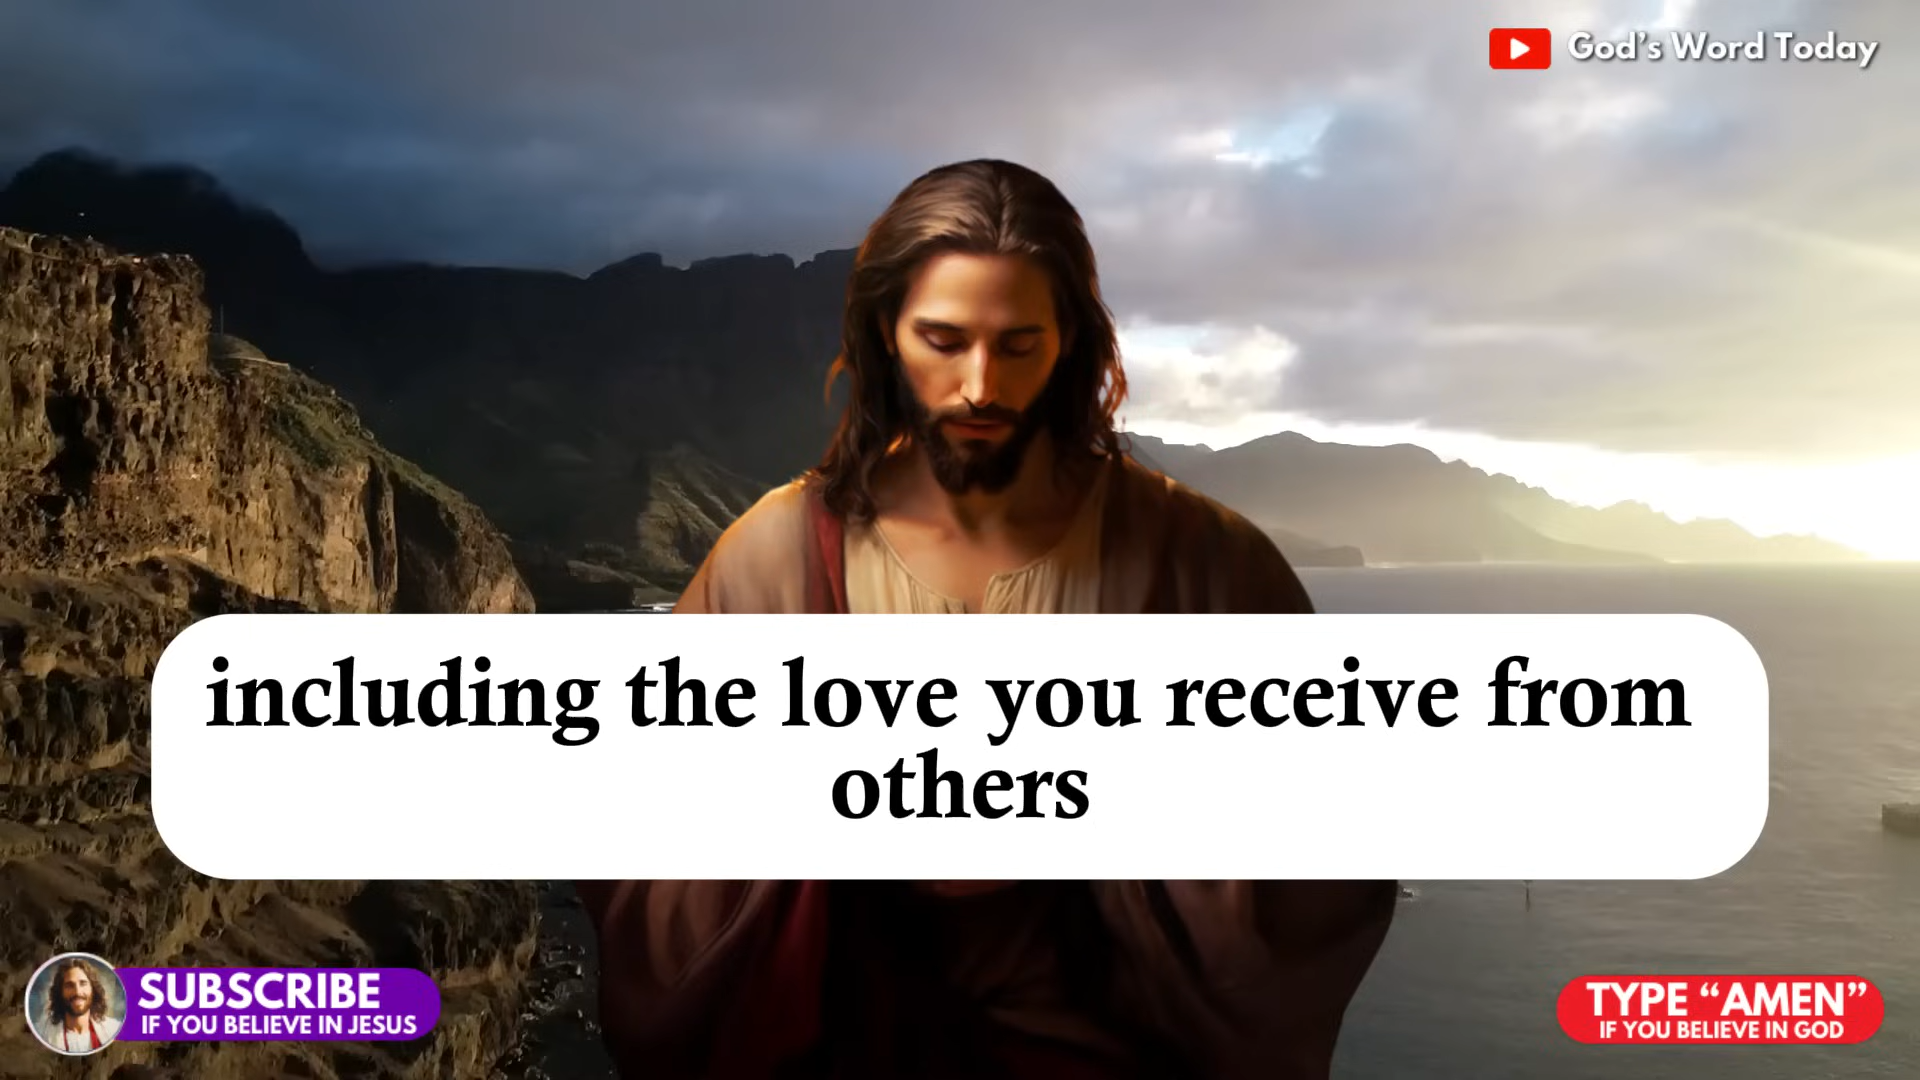 God's Word Today
including the love you receive from
others
SUBSCRIBE
IF YOU BELIEVE IN JESUS
TYPE “AMEN”
IF YOU BELIEVE IN GOD